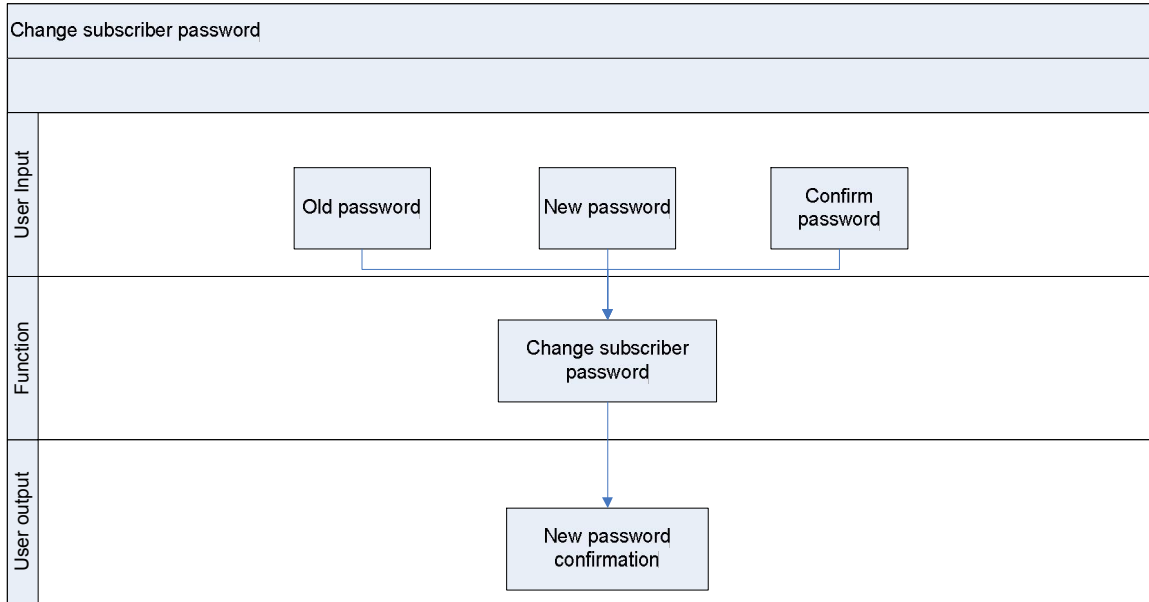 Change subscriber password
User Input
Old password
New password
Confirm
password
Function
Change subscriber
password
User output
New password
confirmation